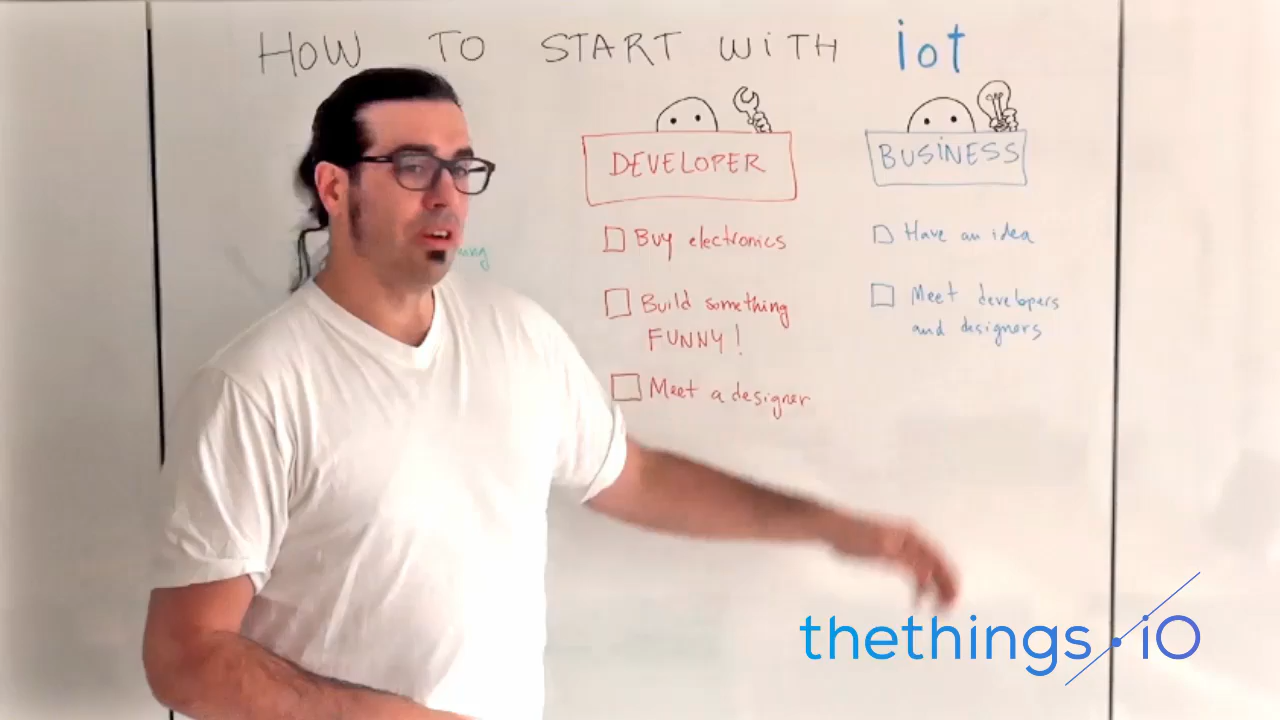 HOW TO START WITH iot
DEVELOPER
Buy electronics
Build something
FUNNY!
Meet a designer
BUSINESS
Have an idea
Meet developers
and designers
thethings.iO